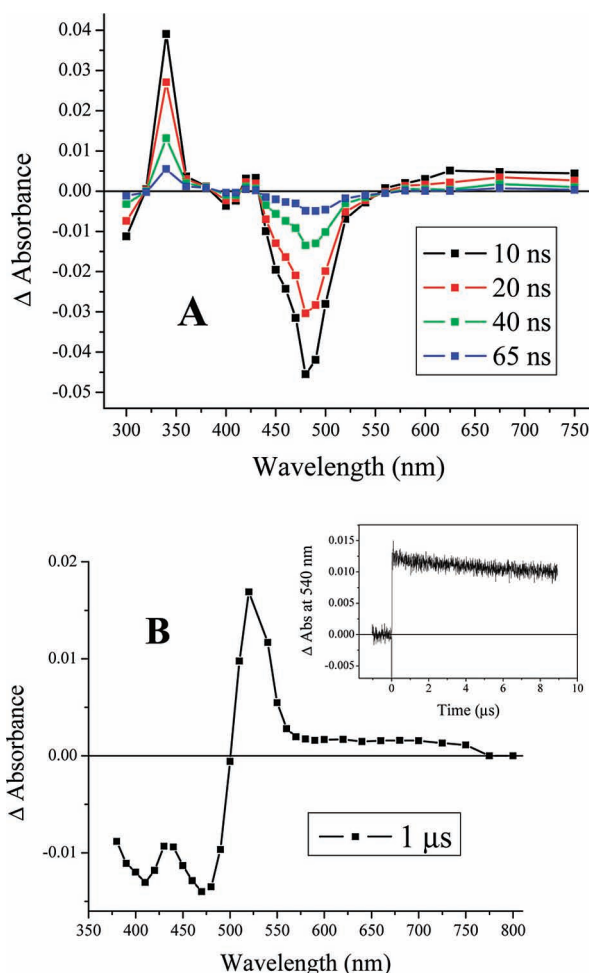 0.04
0.03
0.02
0.01
0.00
-0.01
-0.02
-0.03
-0.04
-0.05
Δ Absorbance
A
10 ns
20 ns
40 ns
65 ns
300 350 400 450 500 550 600 650 700 750
Wavelength (nm)
0.02
0.01
0.00
-0.01
Δ Absorbance
B
0.015
0.010
0.005
0.000
-0.005
Δ Abs at 540 nm
0 2 4 6 8 10
Time (μs)
1 μs
350 400 450 500 550 600 650 700 750 800
Wavelength (nm)